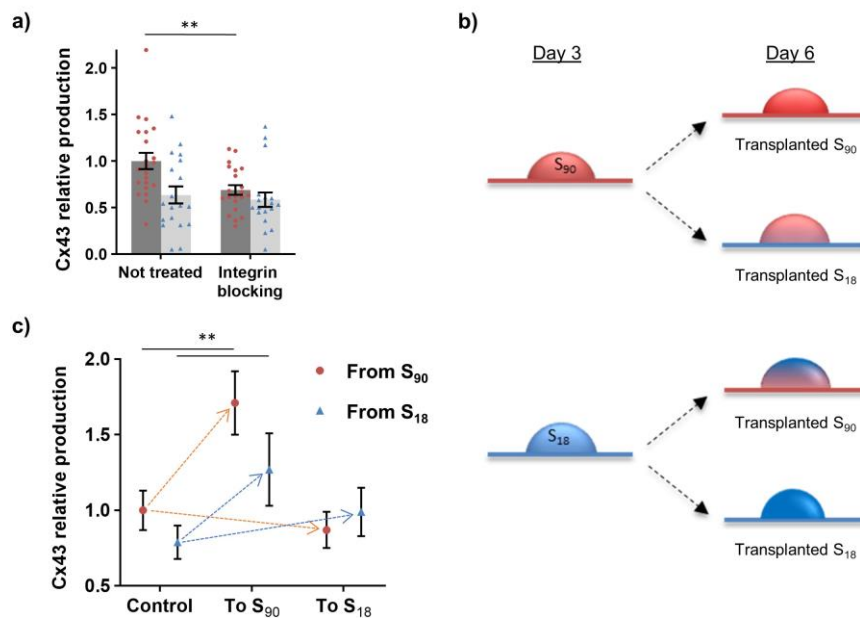 a)
**
Cx43 relative production
2.0
1.5
1.0
0.5
0.0
Not treated
Integrin
blocking
b)
Day 3
Day 6
S90
Transplanted S90
Transplanted S18
S18
Transplanted S90
Transplanted S18
c)
**
Cx43 relative production
2.0
1.5
1.0
0.5
From S90
From S18
Control
To S90
To S18